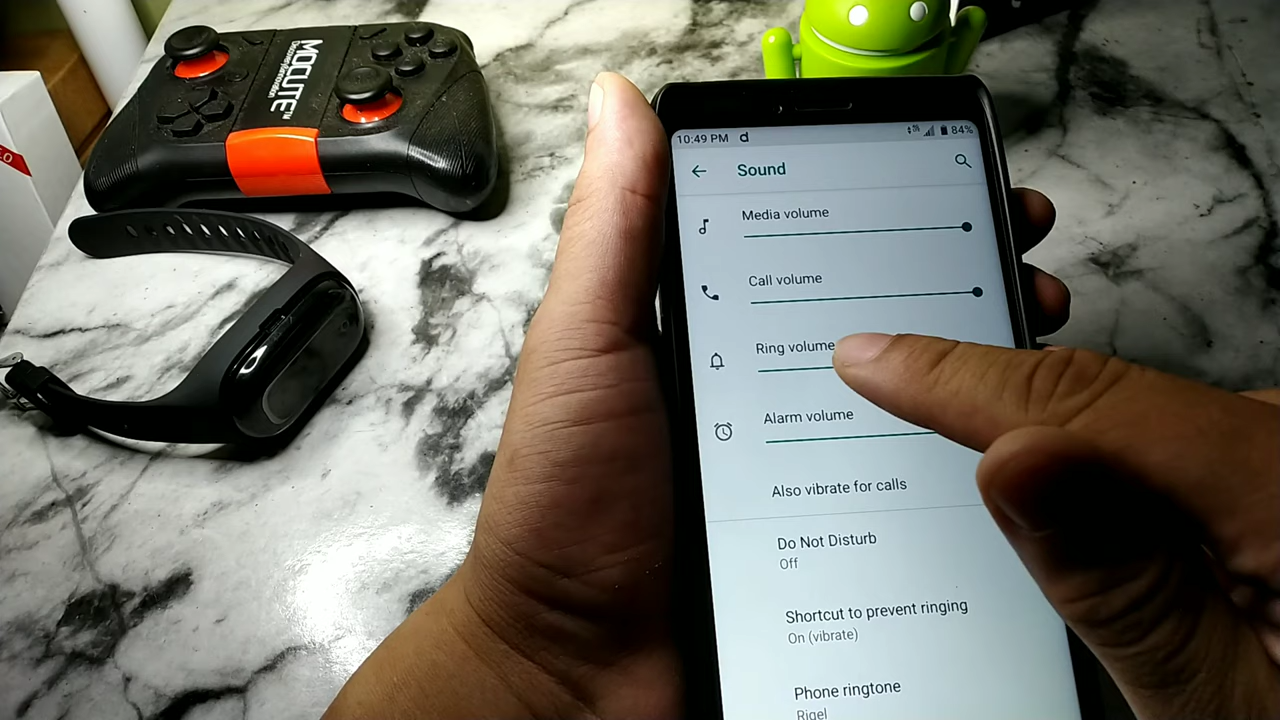 MOCUTE™
10:49 PM
84%
Sound
Media volume
Call volume
Ring volume
Alarm volume
Also vibrate for calls
Do Not Disturb
Off
Shortcut to prevent ringing
On (vibrate)
Phone ringtone
Rigel